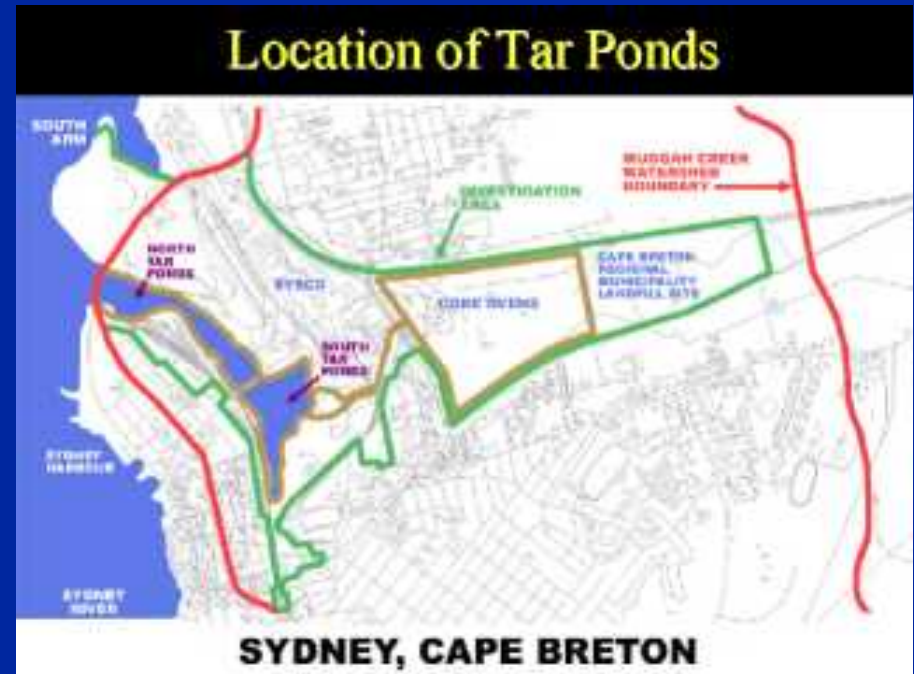 Location of Tar Ponds
SOUTH
ARM
MUGGAH CREEK
WATERSHED
BOUNDARY
INVESTIGATION
AREA
NORTH
TAR
PONDS
SYSCO
COKE OVENS
CAPE BRETON
REGIONAL
MUNICIPALITY
LANDFILL SITE
SOUTH
TAR
PONDS
SYDNEY
HARBOUR
SYDNEY
RIVER
SYDNEY, CAPE BRETON